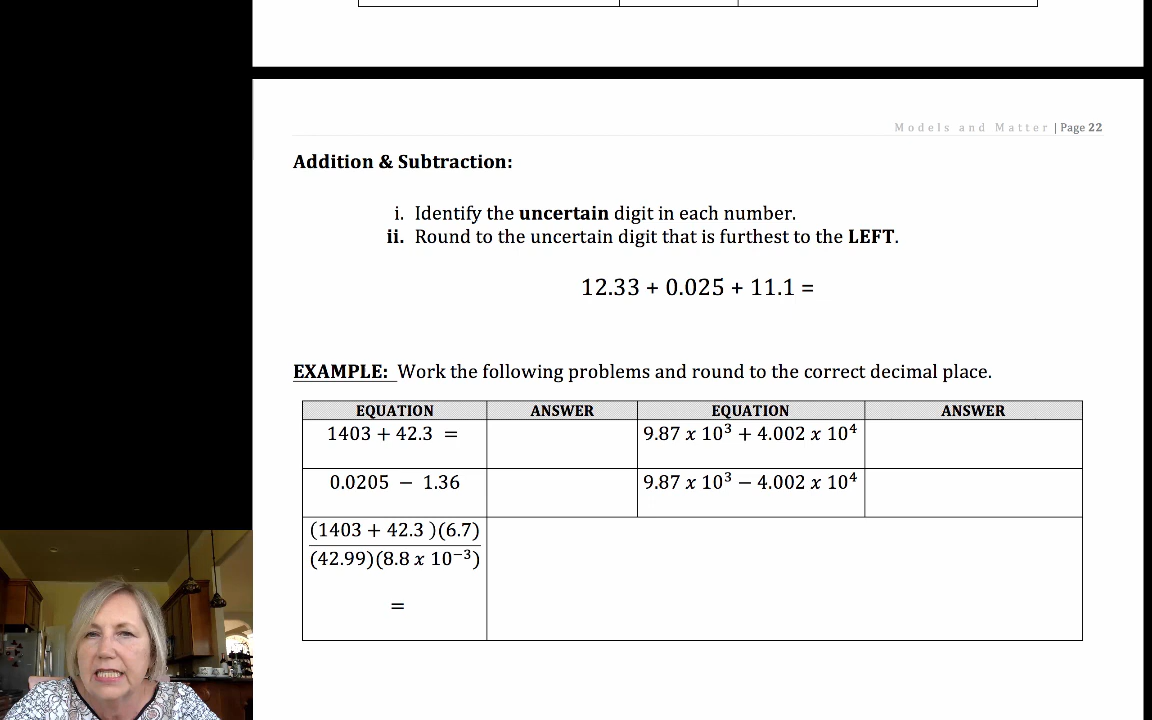 Models and Matter | Page 22
Addition & Subtraction:
i. Identify the uncertain digit in each number.
ii. Round to the uncertain digit that is furthest to the LEFT.
12.33 + 0.025 + 11.1 =
EXAMPLE: Work the following problems and round to the correct decimal place.
EQUATION ANSWER EQUATION ANSWER
1403 + 42.3 = 9.87 x 10³ + 4.002 x 10⁴
0.0205 − 1.36 9.87 x 10³ − 4.002 x 10⁴
(1403 + 42.3 )(6.7)
(42.99)(8.8 x 10⁻³)
=